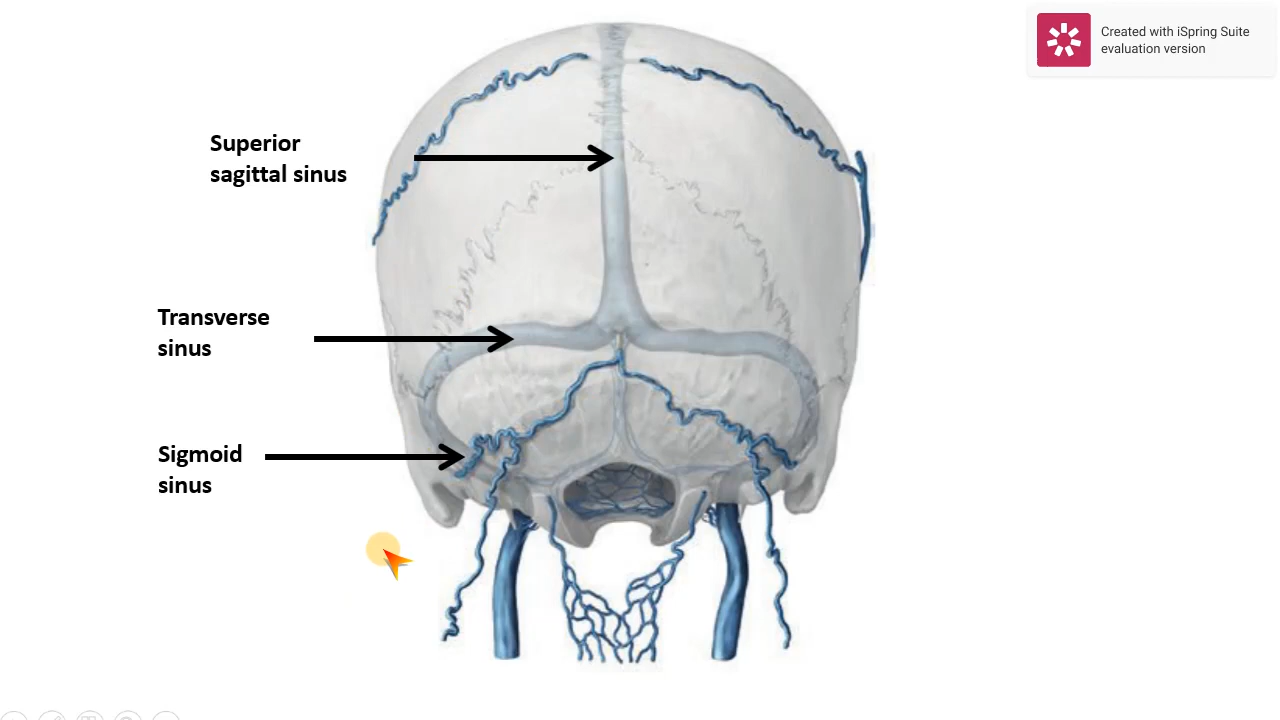 Created with iSpring Suite
evaluation version
Superior
sagittal sinus
Transverse
sinus
Sigmoid
sinus